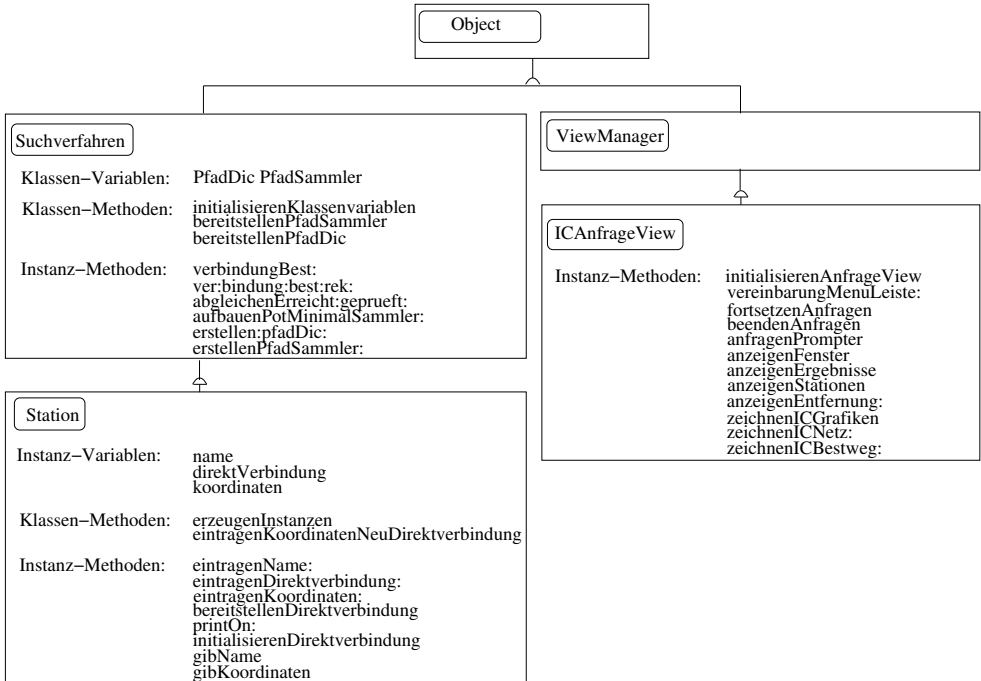 Object
Suchverfahren
Klassen−Variablen: PfadDic PfadSammler
Klassen−Methoden: initialisierenKlassenvariablen
bereitstellenPfadSammler
bereitstellenPfadDic
Instanz−Methoden: verbindungBest:
ver:bindung:best:rek:
abgleichenErreicht:geprueft:
aufbauenPotMinimalSammler:
erstellen:pfadDic:
erstellenPfadSammler:
Station
Instanz−Variablen: name
direktVerbindung
koordinaten
Klassen−Methoden: erzeugenInstanzen
eintragenKoordinatenNeuDirektverbindung
Instanz−Methoden: eintragenName:
eintragenDirektverbindung:
eintragenKoordinaten:
bereitstellenDirektverbindung
printOn:
initialisierenDirektverbindung
gibName
gibKoordinaten
ViewManager
ICAnfrageView
Instanz−Methoden: initialisierenAnfrageView
vereinbarungMenuLeiste:
fortsetzenAnfragen
beendenAnfragen
anfragenPrompter
anzeigenFenster
anzeigenErgebnisse
anzeigenStationen
anzeigenEntfernung:
zeichnenICGrafiken
zeichnenICNetz:
zeichnenICBestweg: